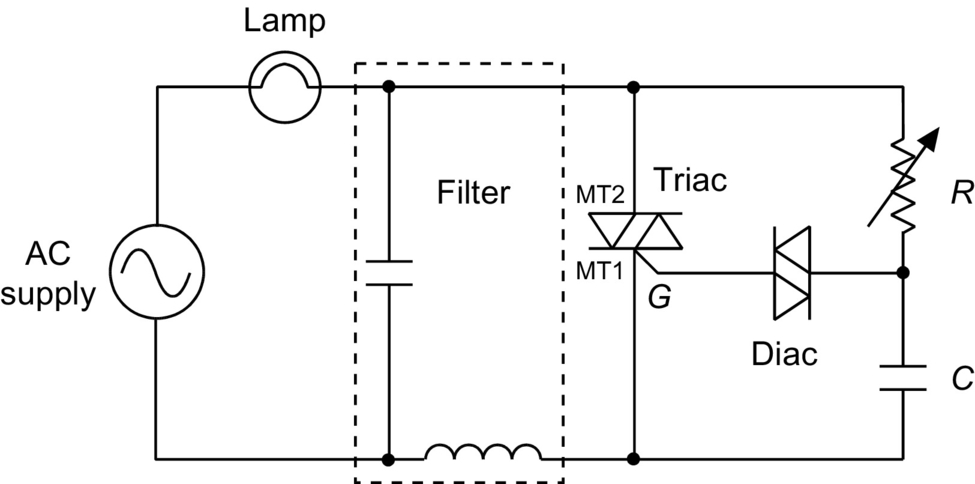 Lamp
Filter
Triac
MT2
R
AC
supply
MT1
G
Diac
C